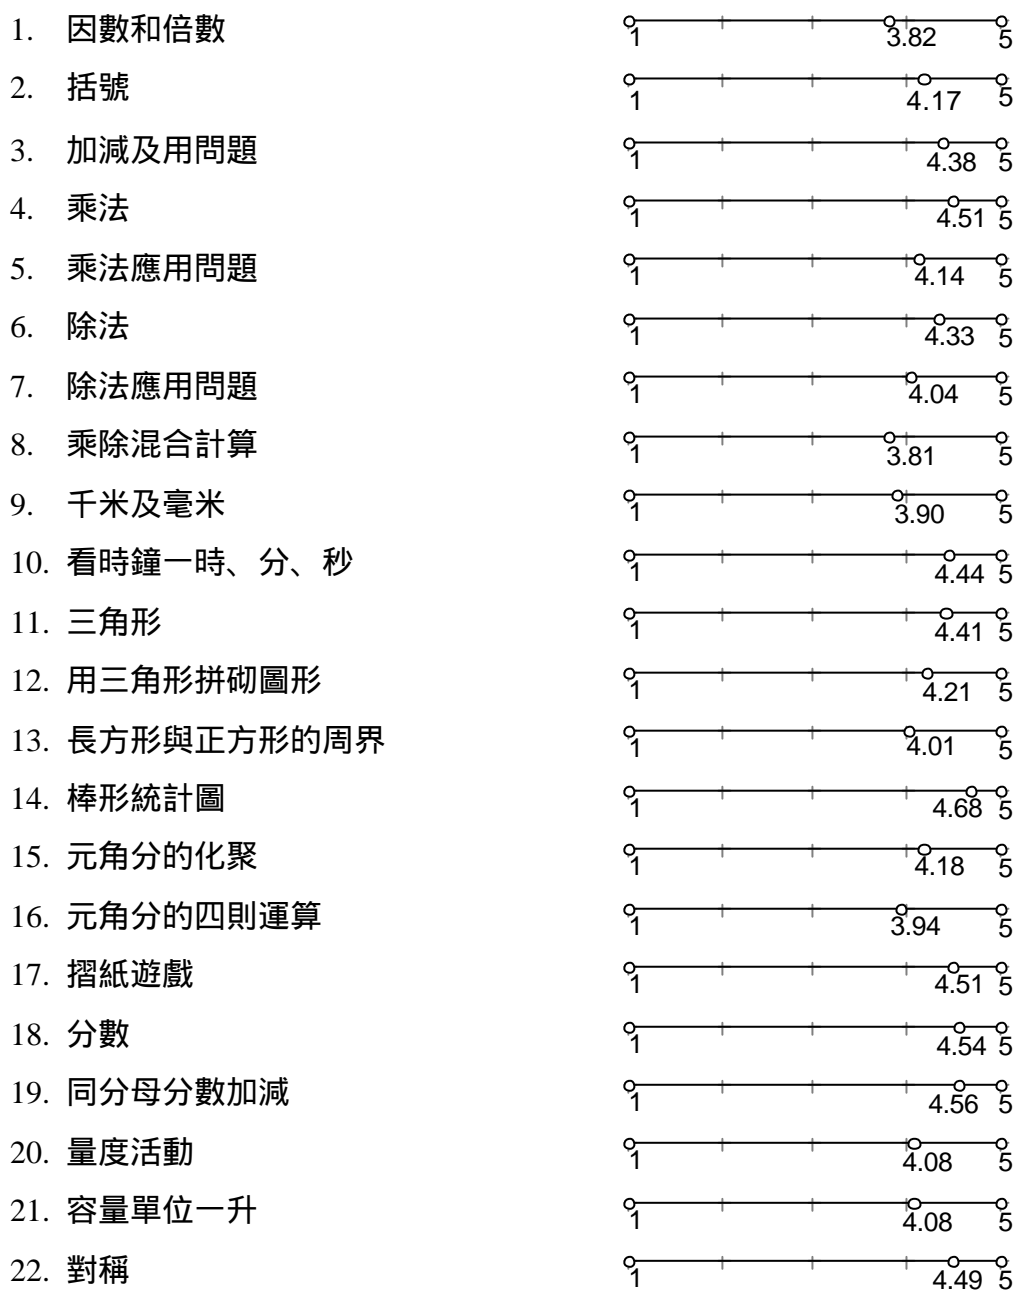 1. 因數和倍數 1 3.82 5
2. 括號 1 4.17 5
3. 加減及用問題 1 4.38 5
4. 乘法 1 4.51 5
5. 乘法應用問題 1 4.14 5
6. 除法 1 4.33 5
7. 除法應用問題 1 4.04 5
8. 乘除混合計算 1 3.81 5
9. 千米及毫米 1 3.90 5
10. 看時鐘一時、分、秒 1 4.44 5
11. 三角形 1 4.41 5
12. 用三角形拼砌圖形 1 4.21 5
13. 長方形與正方形的周界 1 4.01 5
14. 棒形統計圖 1 4.68 5
15. 元角分的化聚 1 4.18 5
16. 元角分的四則運算 1 3.94 5
17. 摺紙遊戲 1 4.51 5
18. 分數 1 4.54 5
19. 同分母分數加減 1 4.56 5
20. 量度活動 1 4.08 5
21. 容量單位一升 1 4.08 5
22. 對稱 1 4.49 5